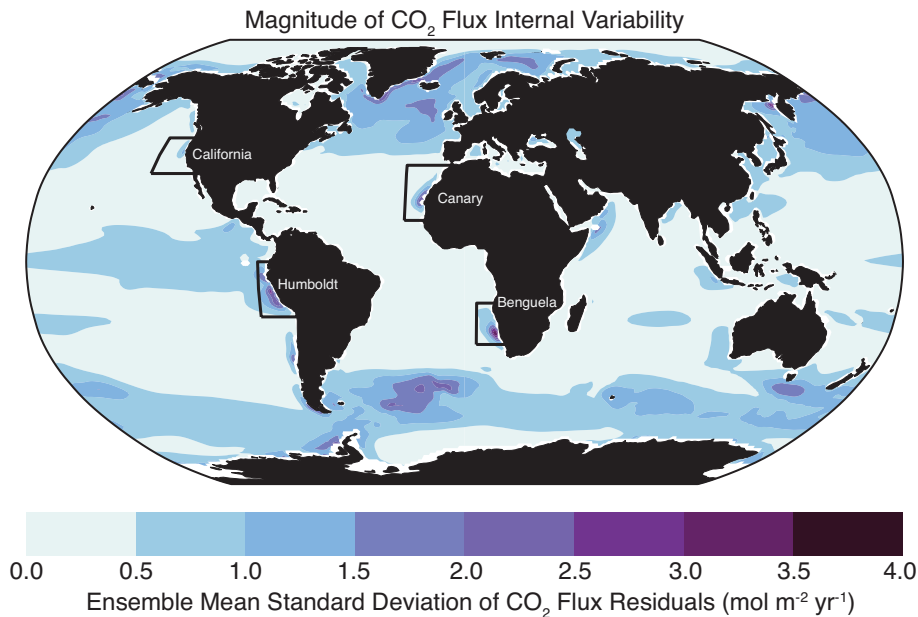 Magnitude of CO₂ Flux Internal Variability
California
Canary
Humboldt
Benguela
0.0 0.5 1.0 1.5 2.0 2.5 3.0 3.5 4.0
Ensemble Mean Standard Deviation of CO₂ Flux Residuals (mol m⁻² yr⁻¹)